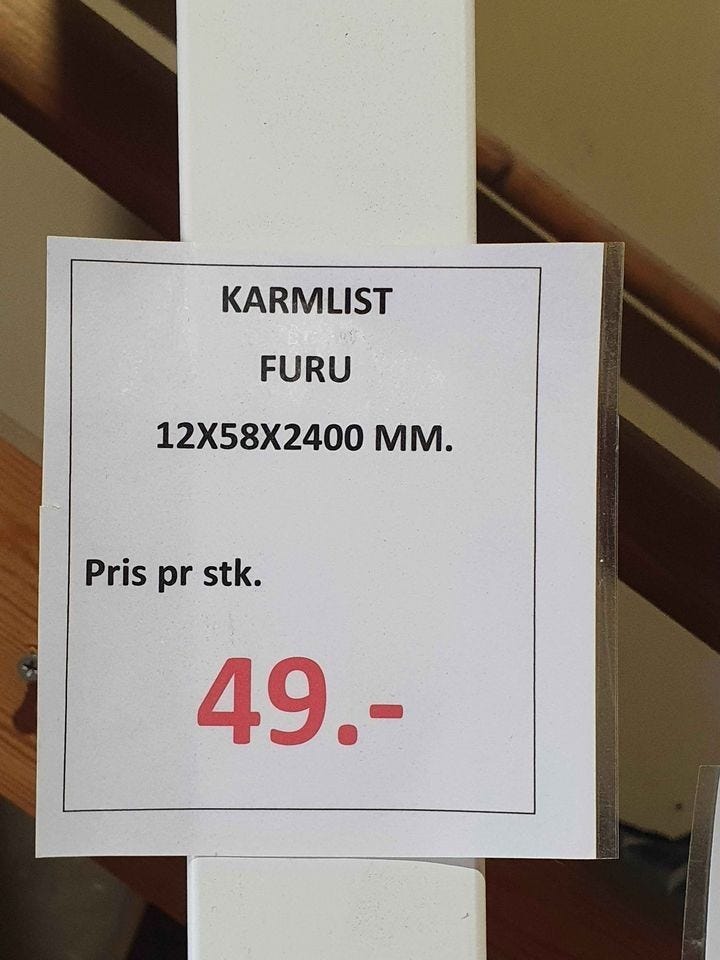 KARMLIST
FURU
12X58X2400 MM.
Pris pr stk.
49.-